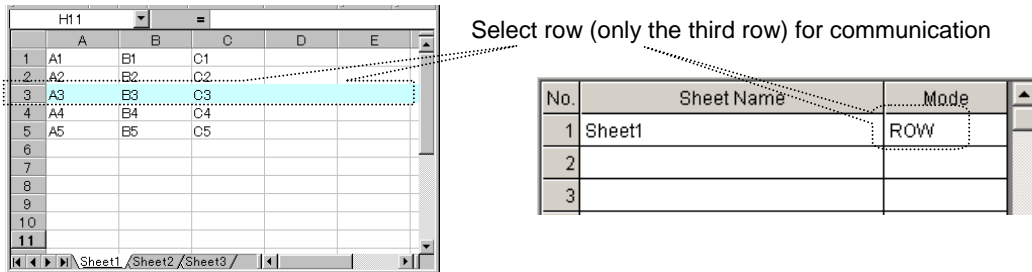 Select row (only the third row) for communication
H11 =
A B C D E
1 A1 B1 C1
2 A2 B2 C2
3 A3 B3 C3
4 A4 B4 C4
5 A5 B5 C5
6
7
8
9
10
11
Sheet1 Sheet2 Sheet3
No. Sheet Name Mode
1 Sheet1 ROW
2
3